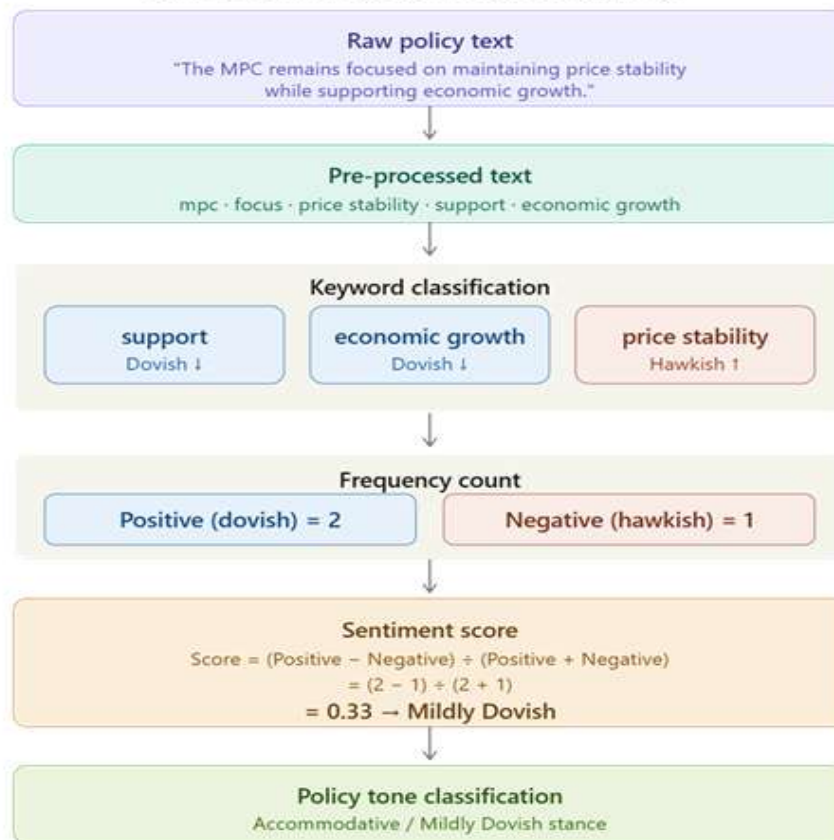 Raw policy text
"The MPC remains focused on maintaining price stability
while supporting economic growth."
Pre-processed text
mpc · focus · price stability · support · economic growth
Keyword classification
support
Dovish ↓
economic growth
Dovish ↓
price stability
Hawkish ↑
Frequency count
Positive (dovish) = 2
Negative (hawkish) = 1
Sentiment score
Score = (Positive − Negative) ÷ (Positive + Negative)
= (2 − 1) ÷ (2 + 1)
= 0.33 → Mildly Dovish
Policy tone classification
Accommodative / Mildly Dovish stance